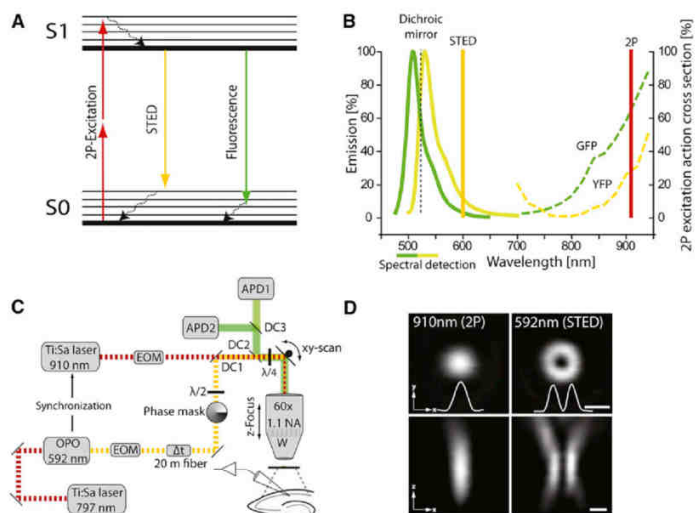 A
S1
2P-Excitation
STED
Fluorescence
S0
B
Dichroic
mirror
STED
2P
Emission [%]
100
80
60
40
20
0
GFP
YFP
2P excitation action cross section [%]
100
80
60
40
20
0
500
600
700
800
900
Spectral detection
Wavelength [nm]
C
APD1
APD2
DC3
DC2
DC1
xy-scan
λ/4
Ti:Sa laser
910 nm
EOM
Synchronization
λ/2
Phase mask
z-Focus
60x
1.1 NA
W
OPO
592 nm
EOM
Δt
20 m fiber
Ti:Sa laser
797 nm
D
910nm (2P)
592nm (STED)
y
x
z
x